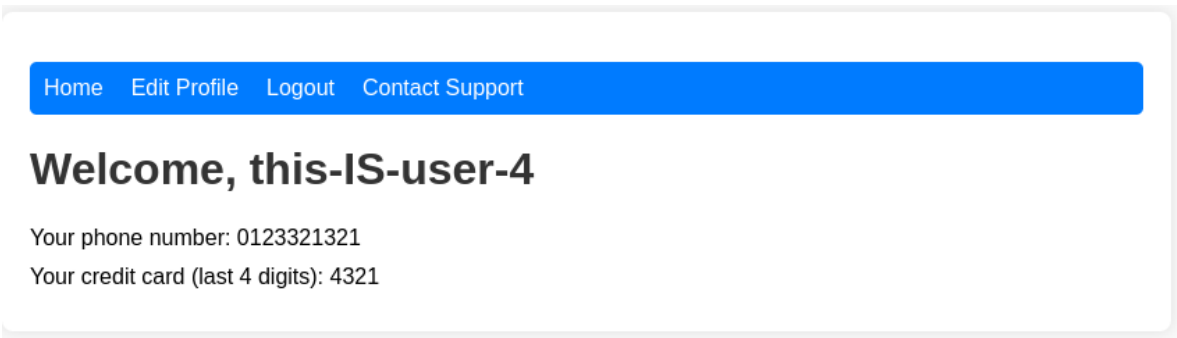 Home Edit Profile Logout Contact Support
Welcome, this-IS-user-4
Your phone number: 0123321321
Your credit card (last 4 digits): 4321